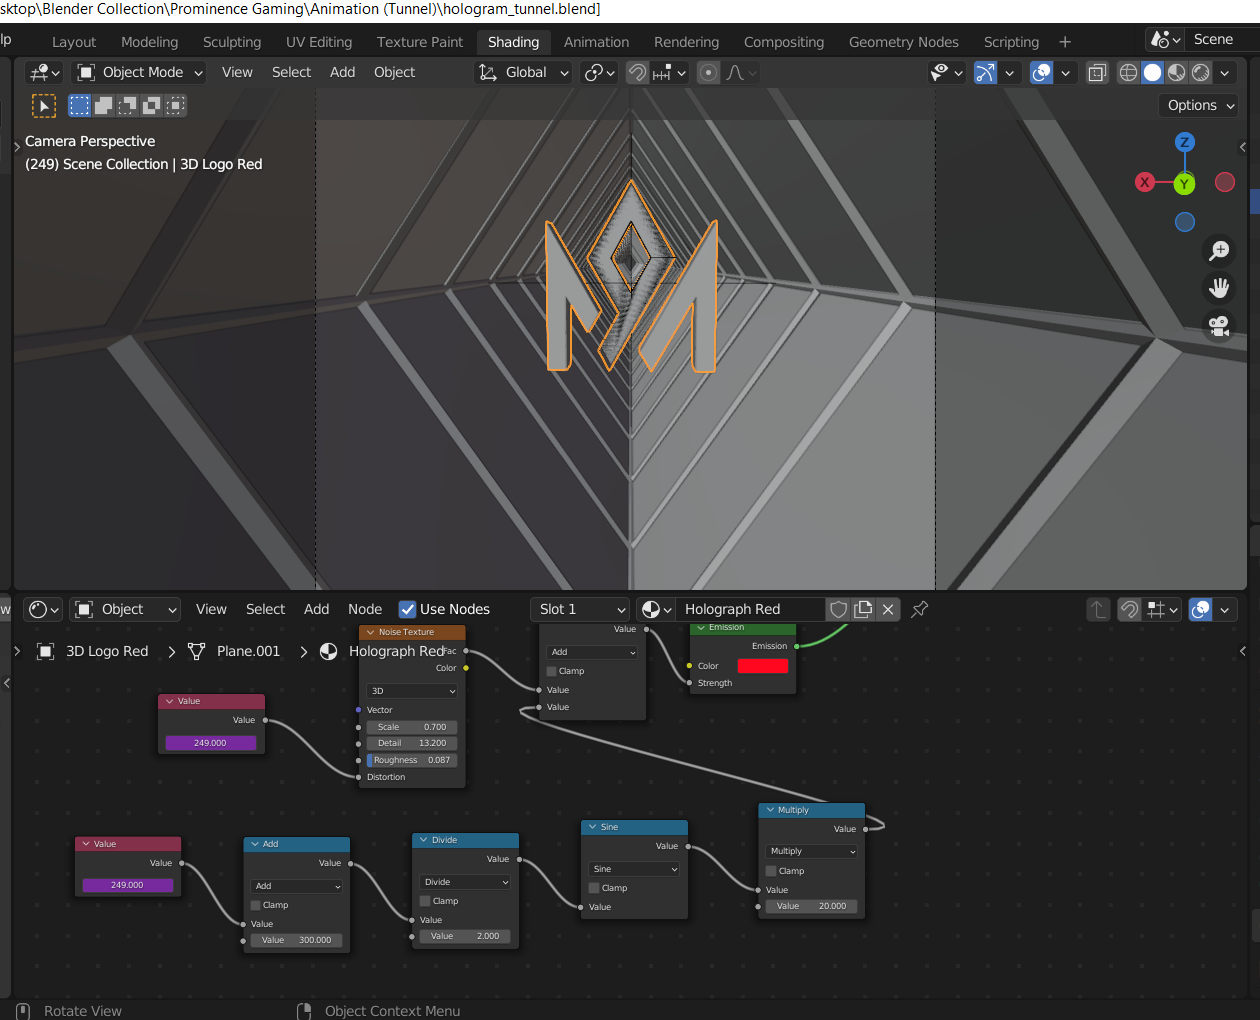 sktop\Blender Collection\Prominence Gaming\Animation (Tunnel)\hologram_tunnel.blend]
lp Layout Modeling Sculpting UV Editing Texture Paint Shading Animation Rendering Compositing Geometry Nodes Scripting + Scene
Object Mode View Select Add Object Global
Options
Camera Perspective
(249) Scene Collection | 3D Logo Red
Z
X
Y
w Object View Select Add Node Use Nodes Slot 1 Holograph Red
3D Logo Red > Plane.001 > Holograph Red
Noise Texture
Fac
Color
3D
Vector
Scale 0.700
Detail 13.200
Roughness 0.087
Distortion
Value
Value
249.000
Value
Add
Clamp
Value
Value
Emission
Emission
Color
Strength
Value
Value
249.000
Add
Value
Add
Clamp
Value
Value 300.000
Divide
Value
Divide
Clamp
Value
Value 2.000
Sine
Value
Sine
Clamp
Value
Multiply
Value
Multiply
Clamp
Value
Value 20.000
Rotate View Object Context Menu